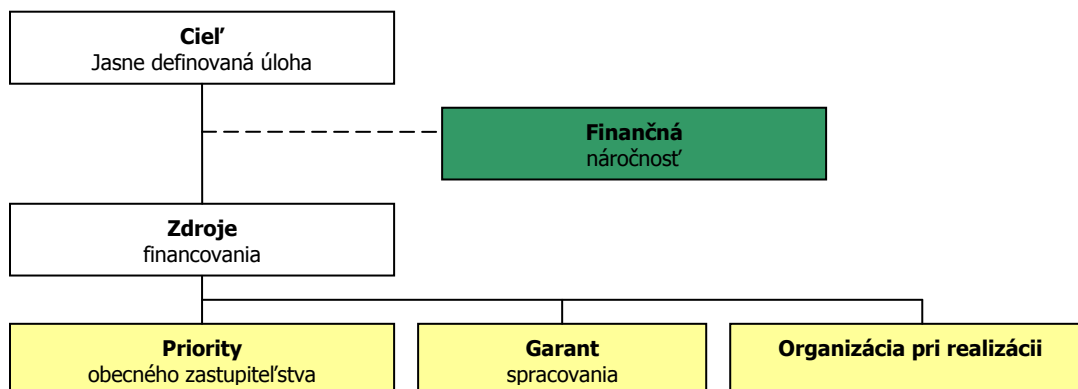 Cieľ
Jasne definovaná úloha
Finančná
náročnosť
Zdroje
financovania
Priority
obecného zastupiteľstva
Garant
spracovania
Organizácia pri realizácii